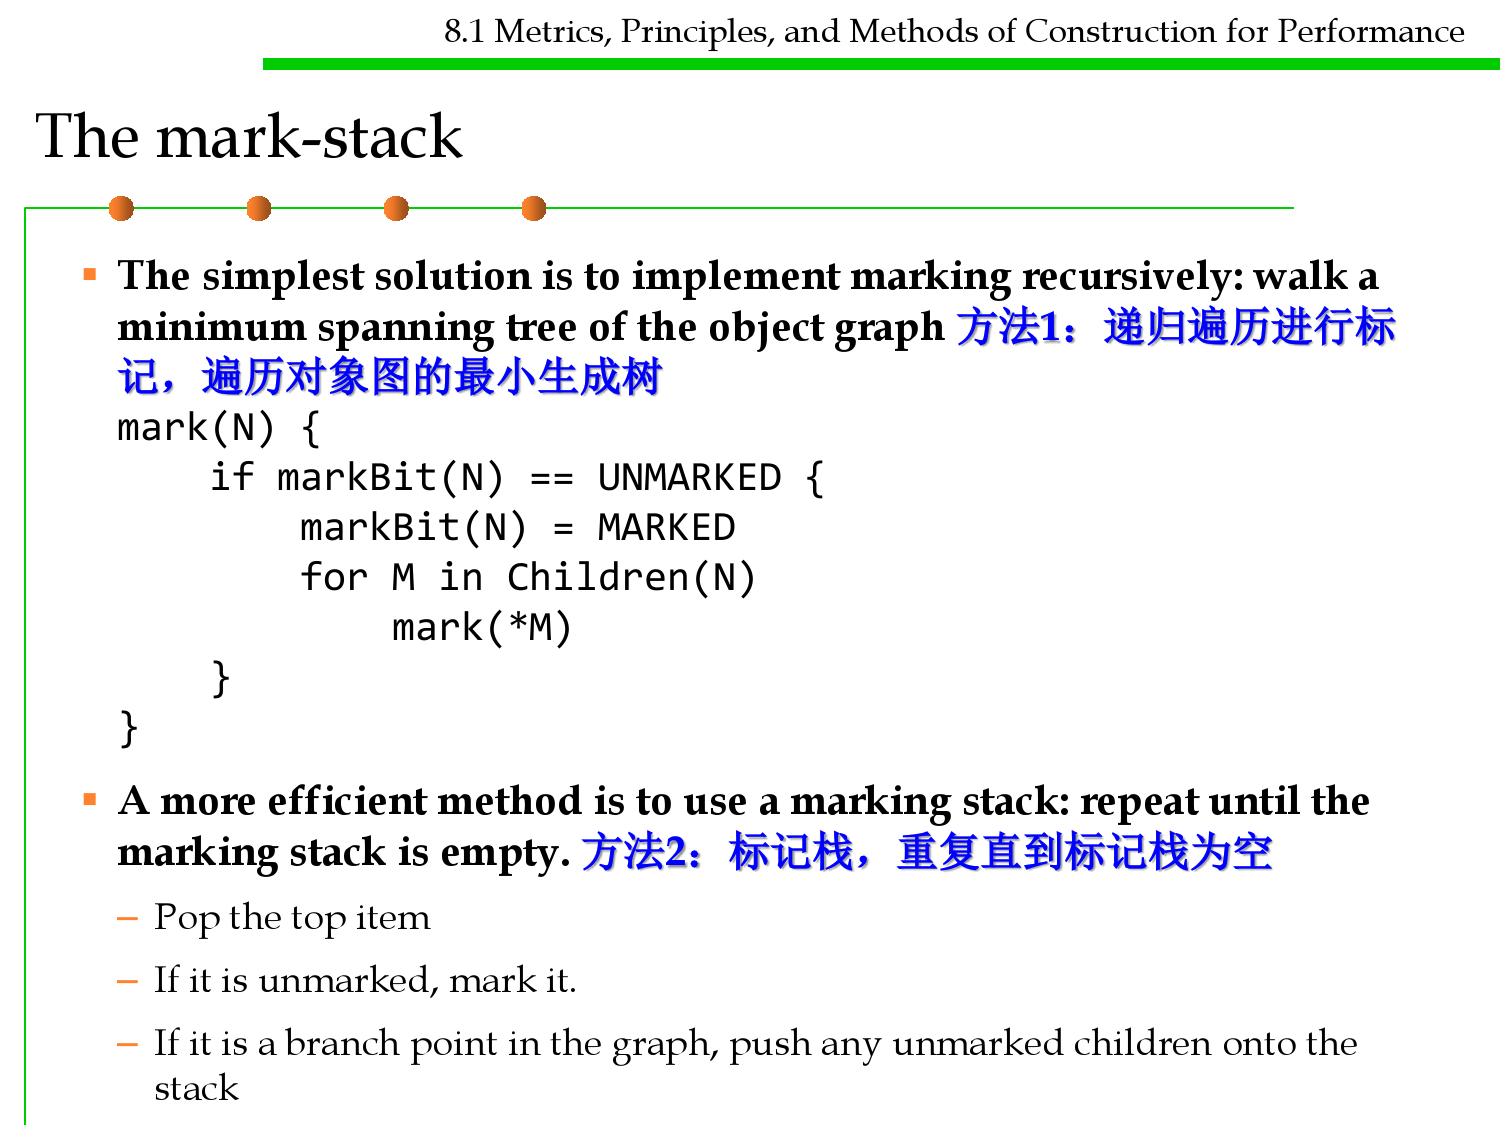 8.1 Metrics, Principles, and Methods of Construction for Performance
The mark-stack
▪ The simplest solution is to implement marking recursively: walk a
minimum spanning tree of the object graph 方法1：递归遍历进行标
记，遍历对象图的最小生成树
mark(N) {
    if markBit(N) == UNMARKED {
        markBit(N) = MARKED
        for M in Children(N)
            mark(*M)
    }
}
▪ A more efficient method is to use a marking stack: repeat until the
marking stack is empty. 方法2：标记栈，重复直到标记栈为空
– Pop the top item
– If it is unmarked, mark it.
– If it is a branch point in the graph, push any unmarked children onto the
stack